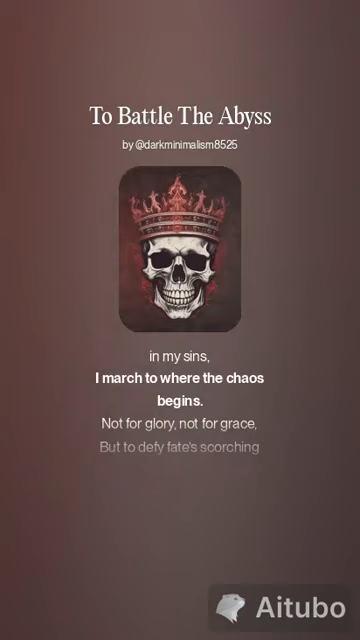 To Battle The Abyss
by @darkminimalism8525
in my sins,
I march to where the chaos
begins.
Not for glory, not for grace,
But to defy fate's scorching
Aitubo